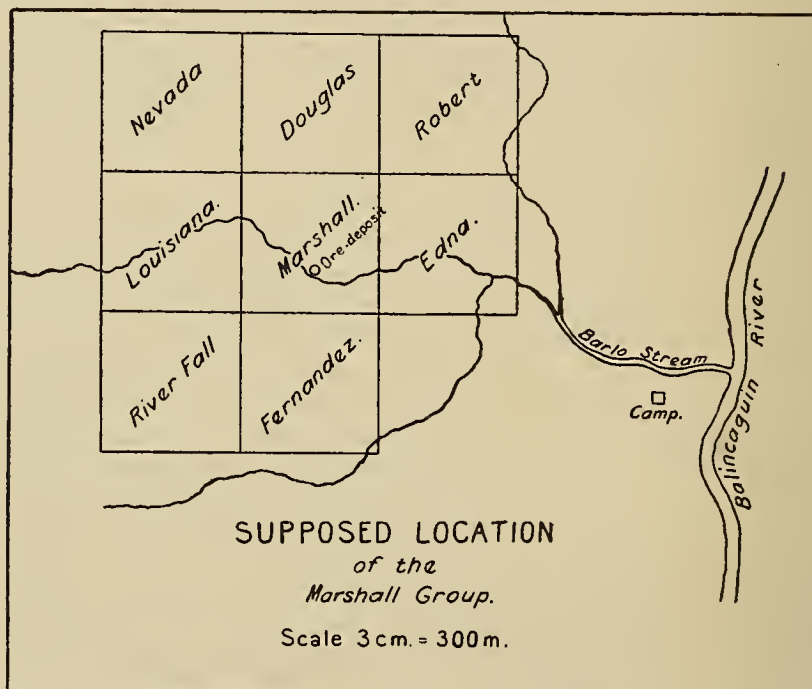 Nevada
Douglas
Robert
Louisiana.
Marshall.
Ore-deposit
Edna.
River Fall
Fernandez.
Barlo Stream
Camp.
Balincaguin River
SUPPOSED LOCATION
of the
Marshall Group.
Scale 3 cm. = 300 m.